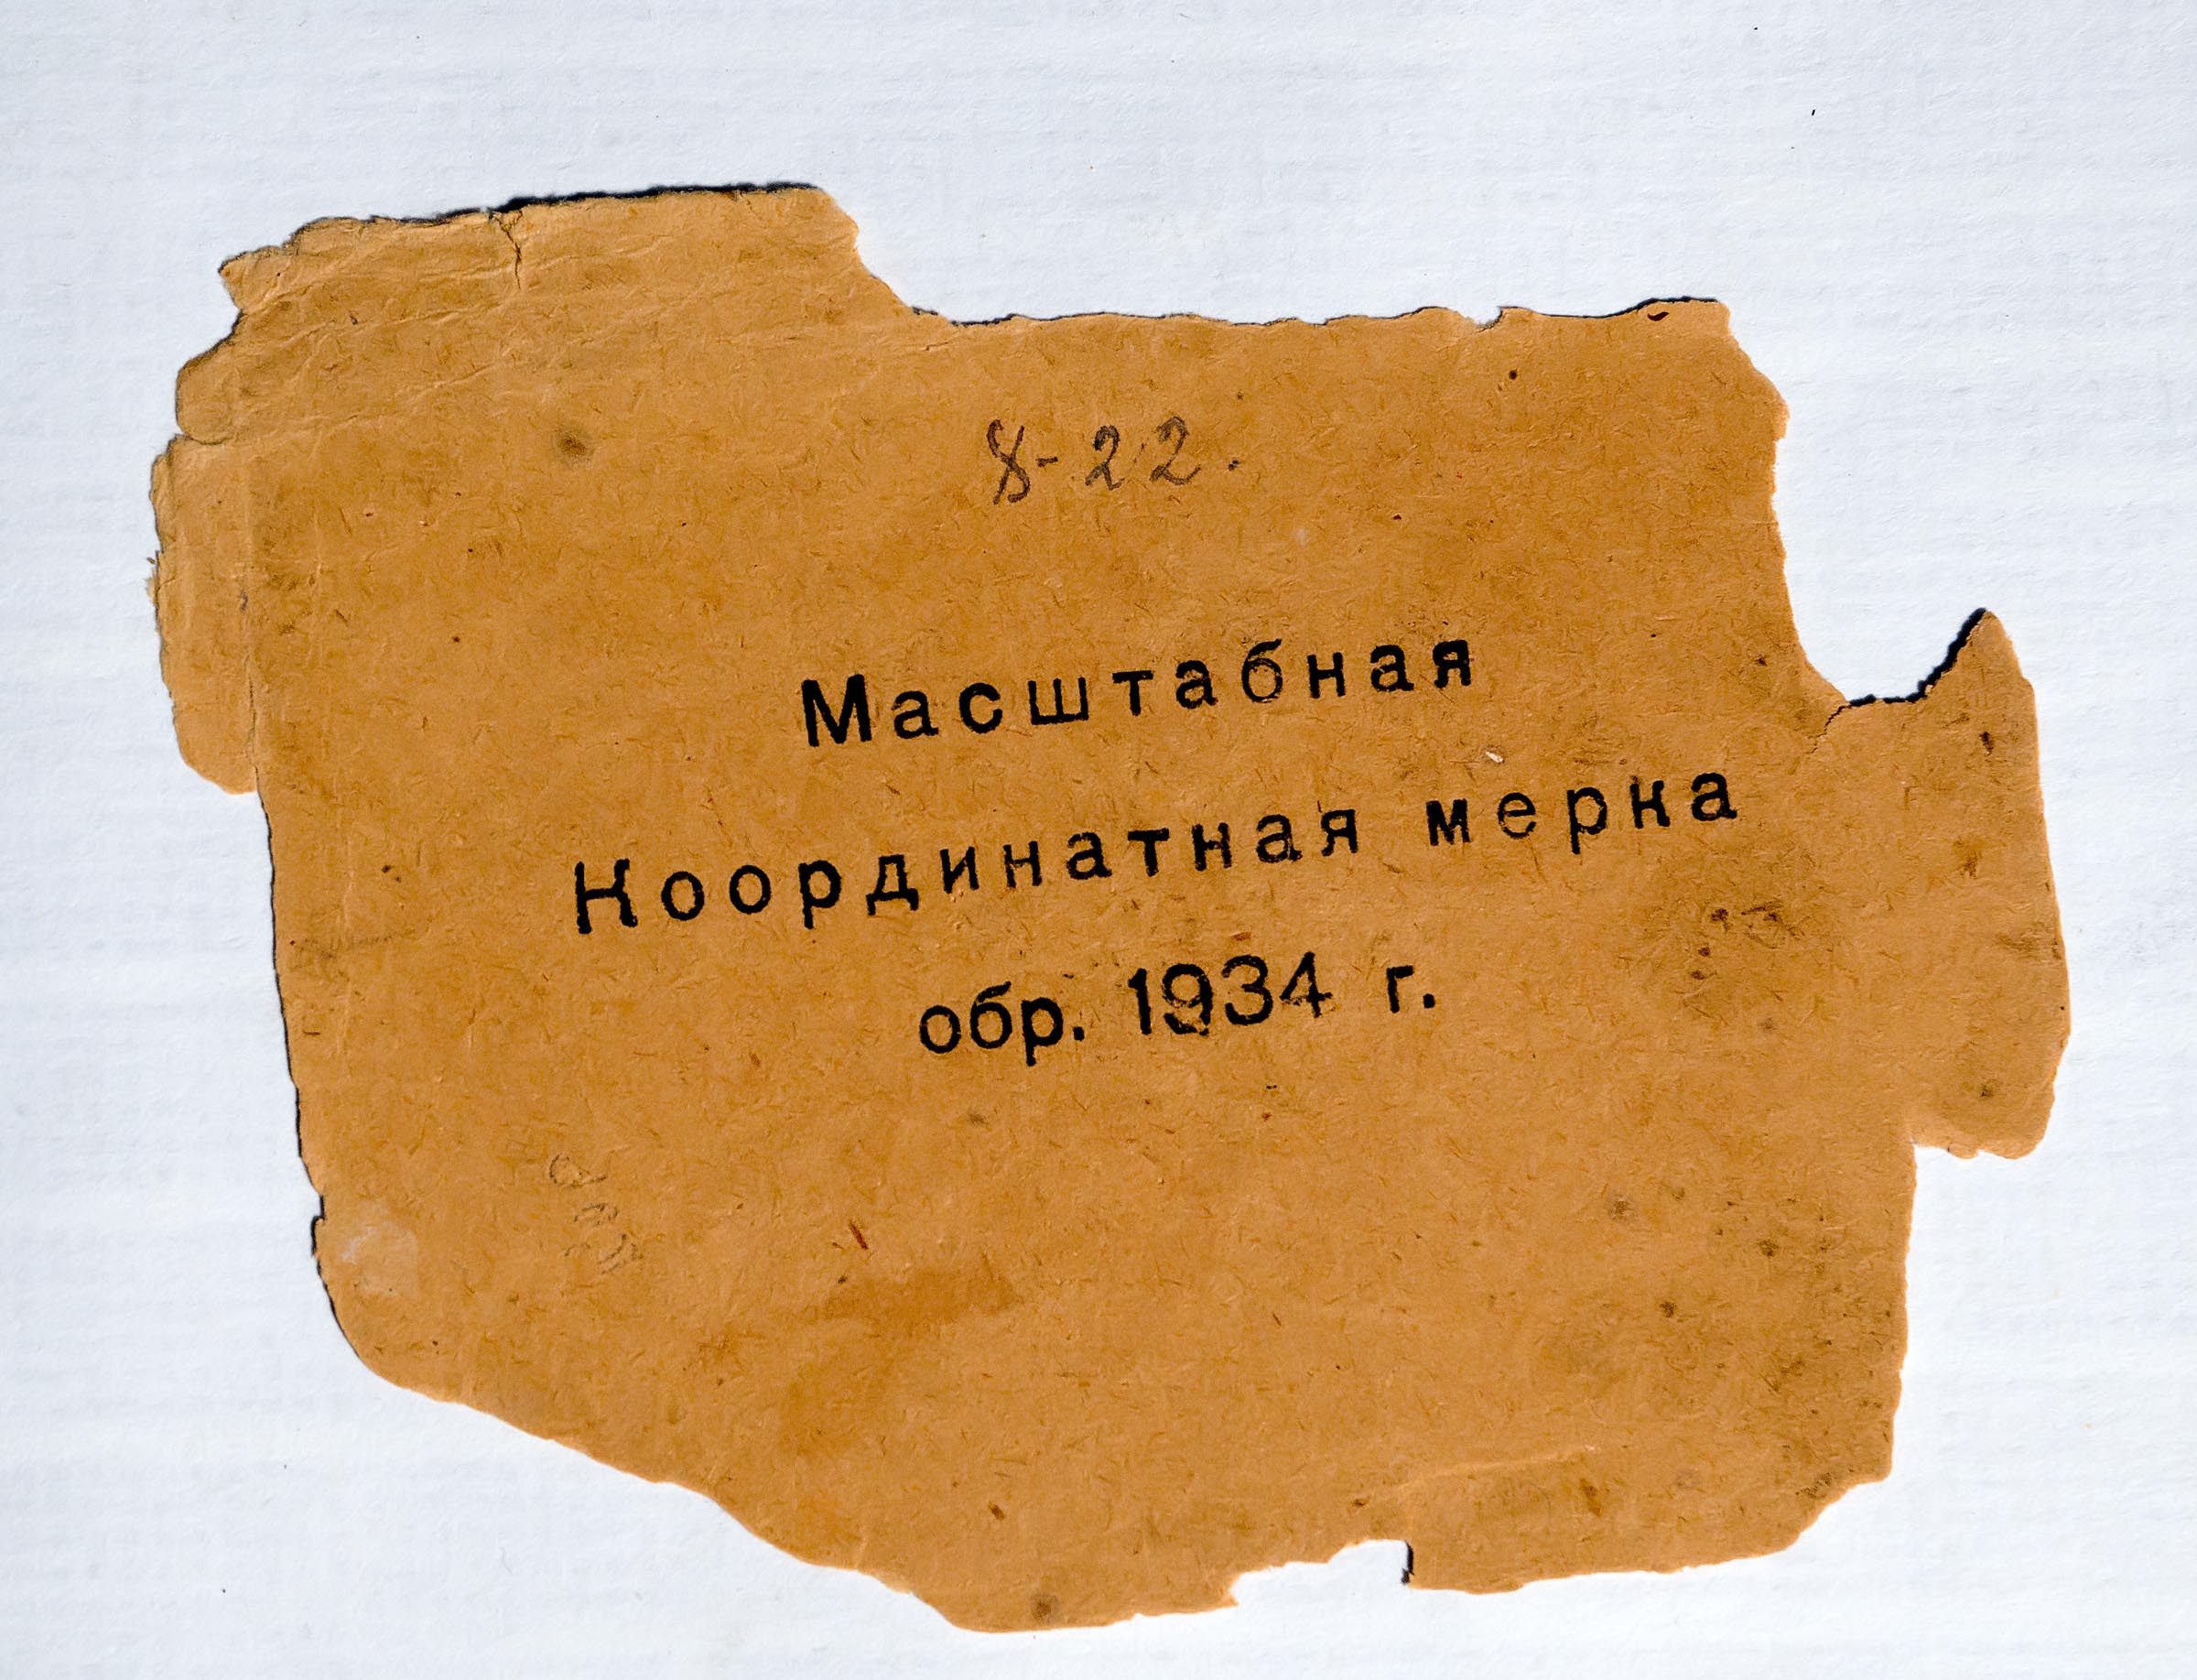 8-22.
Масштабная
Координатная мерка
обр. 1934 г.